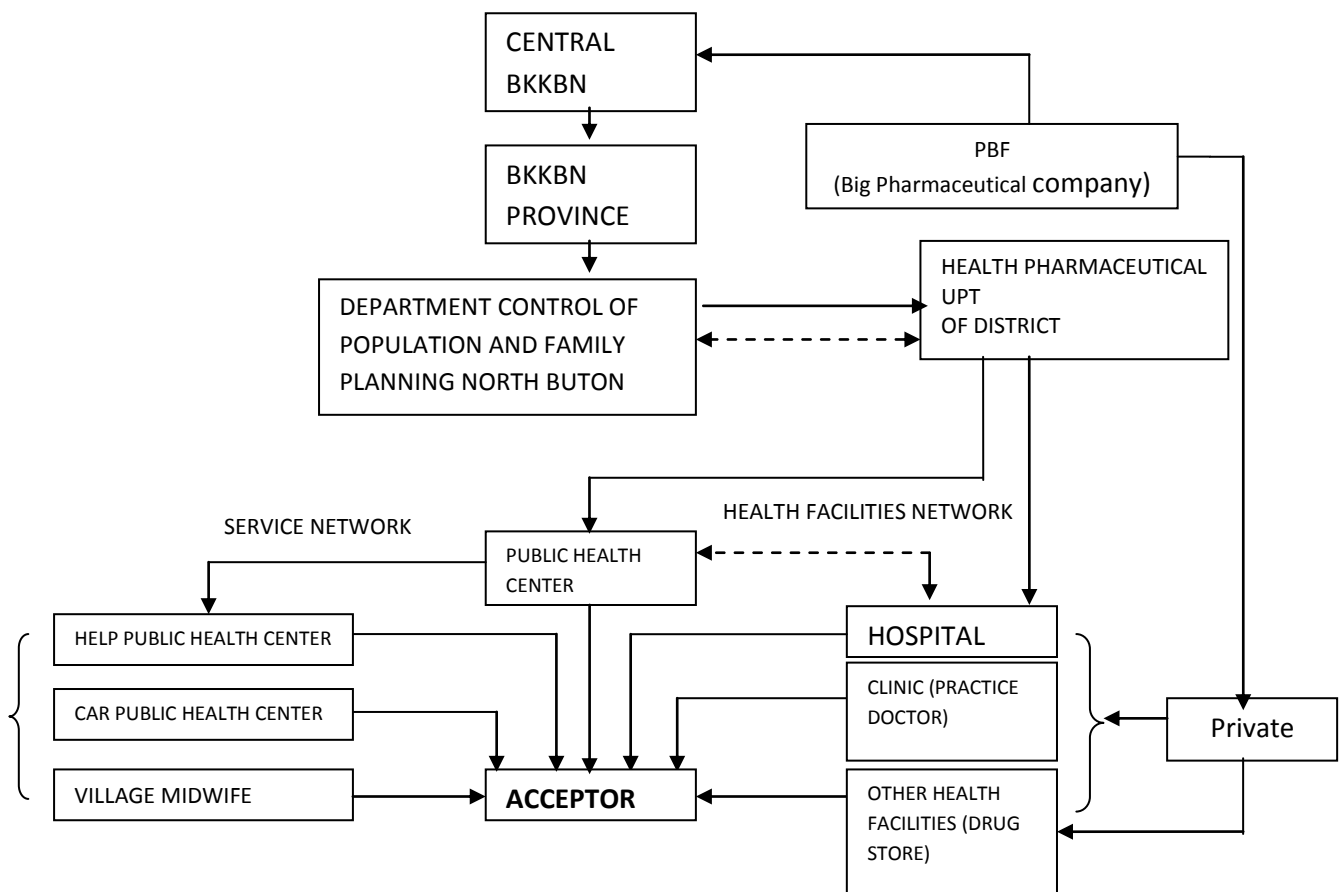 CENTRAL
BKKBN
PBF
(Big Pharmaceutical company)
BKKBN
PROVINCE
HEALTH PHARMACEUTICAL
UPT
OF DISTRICT
DEPARTMENT CONTROL OF
POPULATION AND FAMILY
PLANNING NORTH BUTON
SERVICE NETWORK
HEALTH FACILITIES NETWORK
PUBLIC HEALTH
CENTER
HELP PUBLIC HEALTH CENTER
HOSPITAL
CAR PUBLIC HEALTH CENTER
CLINIC (PRACTICE
DOCTOR)
Private
VILLAGE MIDWIFE
ACCEPTOR
OTHER HEALTH
FACILITIES (DRUG
STORE)